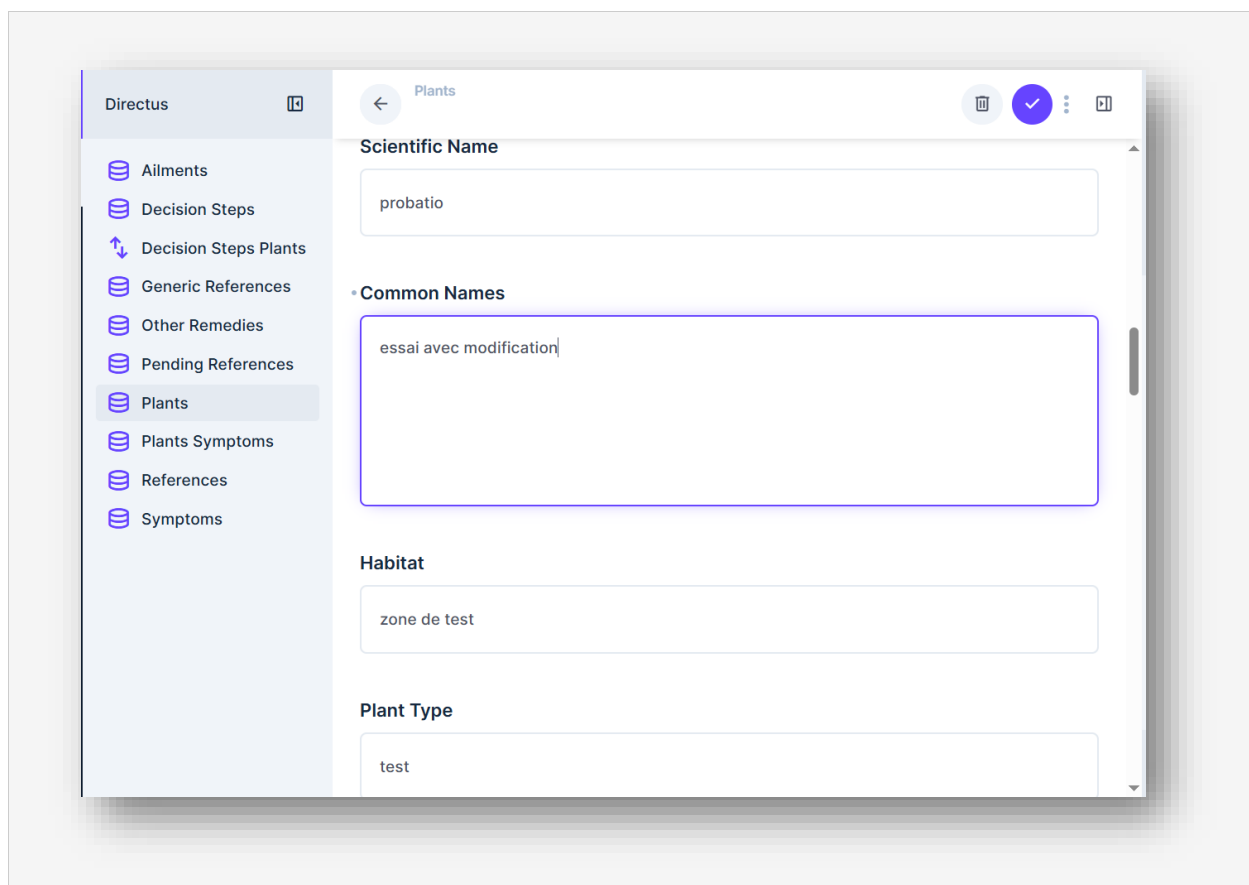 Directus
Ailments
Decision Steps
Decision Steps Plants
Generic References
Other Remedies
Pending References
Plants
Plants Symptoms
References
Symptoms
Plants
Scientific Name
probatio
Common Names
essai avec modification
Habitat
zone de test
Plant Type
test